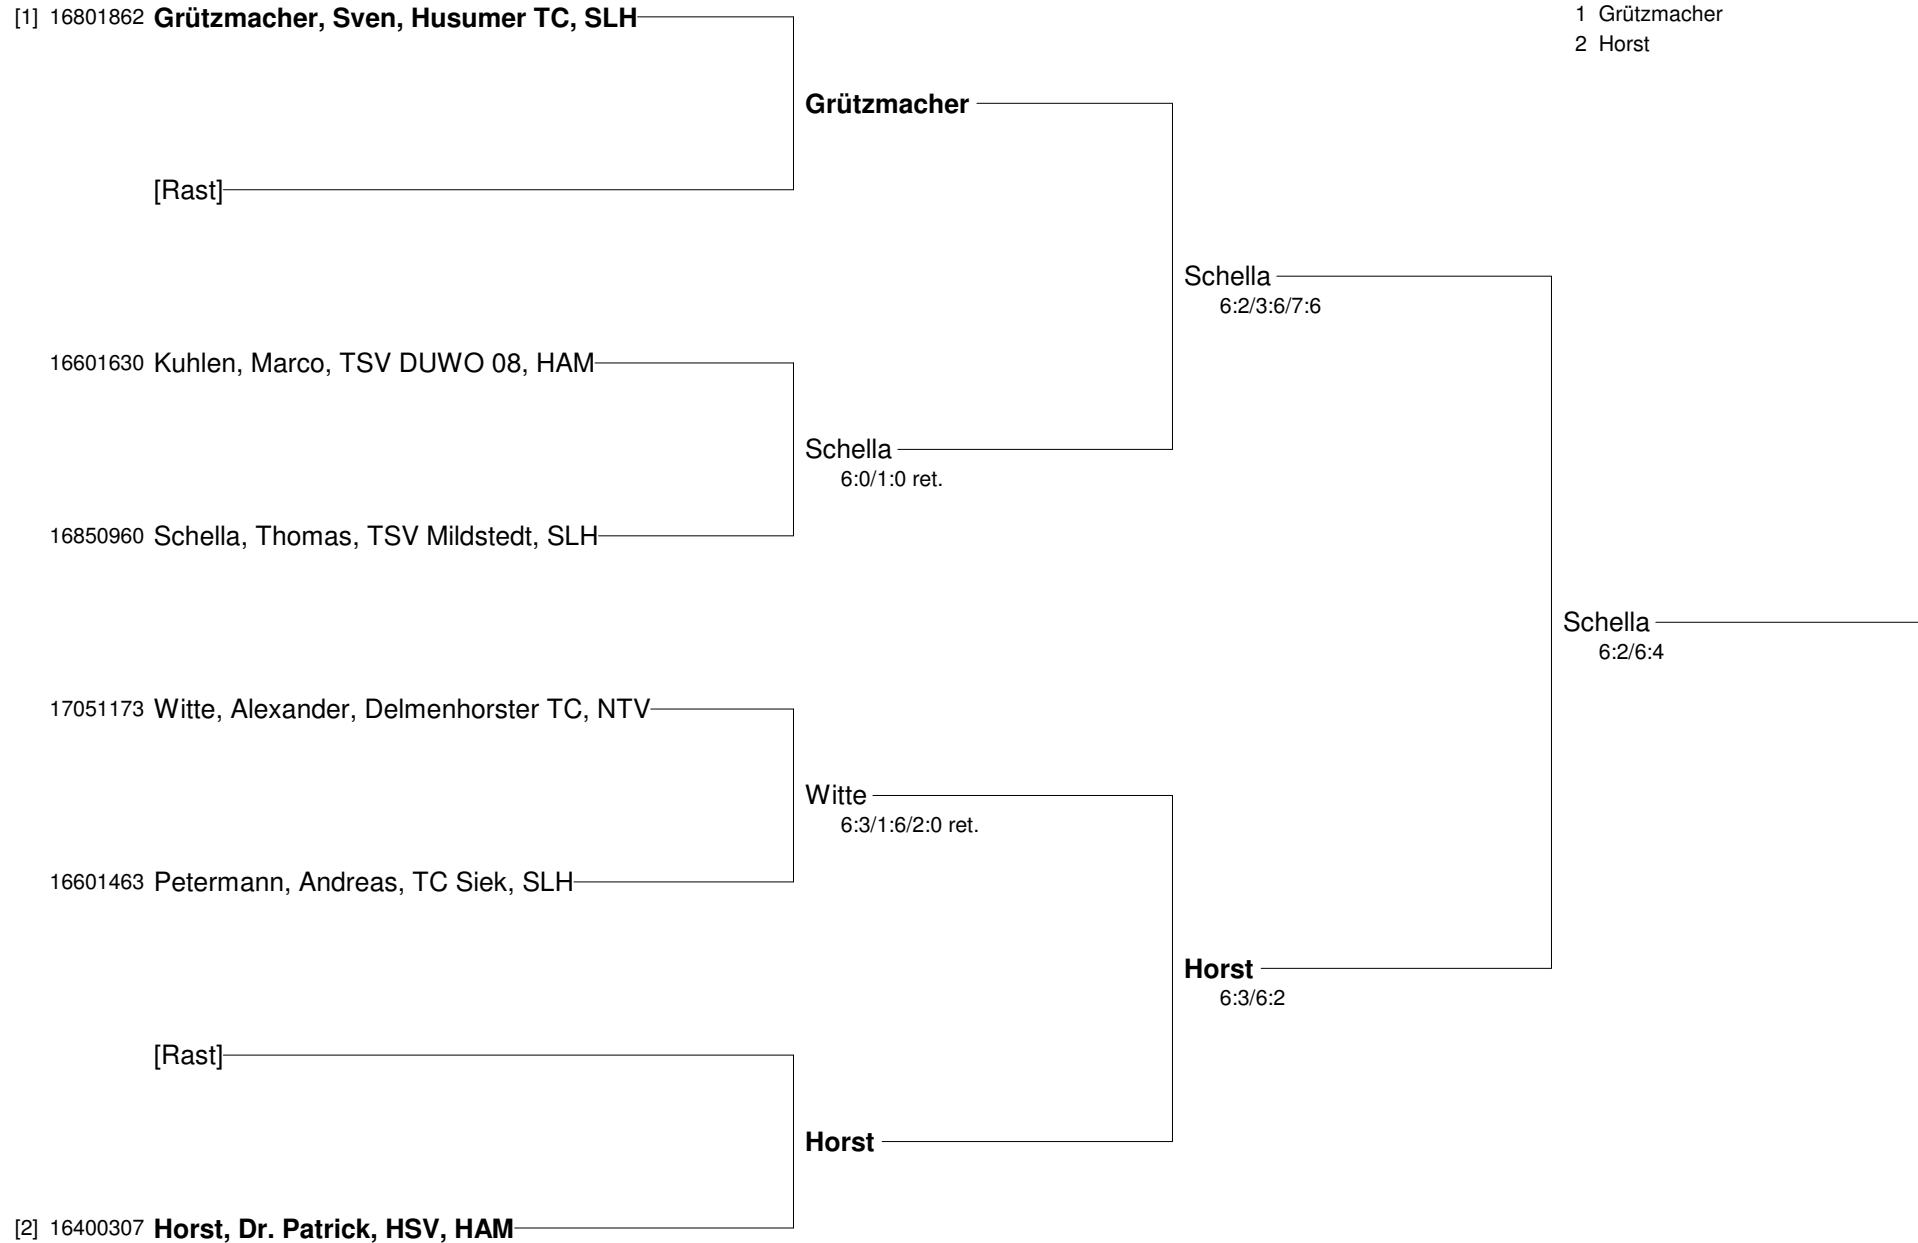 [1] 16801862 Grützmacher, Sven, Husumer TC, SLH
1 Grützmacher
2 Horst
Grützmacher
[Rast]
Schella
6:2/3:6/7:6
16601630 Kuhlen, Marco, TSV DUWO 08, HAM
Schella
6:0/1:0 ret.
16850960 Schella, Thomas, TSV Mildstedt, SLH
Schella
6:2/6:4
17051173 Witte, Alexander, Delmenhorster TC, NTV
Witte
6:3/1:6/2:0 ret.
16601463 Petermann, Andreas, TC Siek, SLH
Horst
6:3/6:2
[Rast]
Horst
[2] 16400307 Horst, Dr. Patrick, HSV, HAM